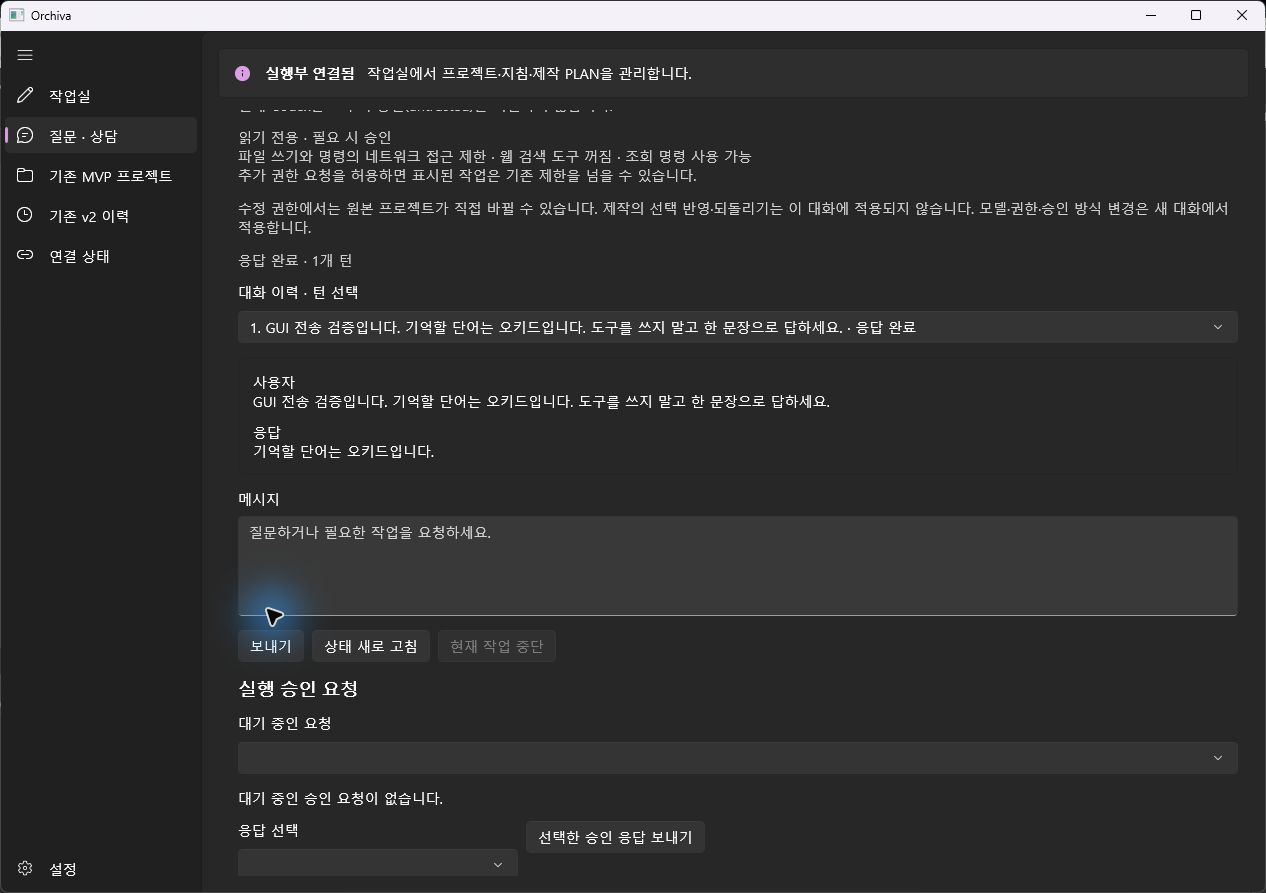 Orchiva
작업실
질문 · 상담
기존 MVP 프로젝트
기존 v2 이력
연결 상태
설정
실행부 연결됨 작업실에서 프로젝트·지침·제작 PLAN을 관리합니다.
읽기 전용 · 필요 시 승인
파일 쓰기와 명령의 네트워크 접근 제한 · 웹 검색 도구 꺼짐 · 조회 명령 사용 가능
추가 권한 요청을 허용하면 표시된 작업은 기존 제한을 넘을 수 있습니다.
수정 권한에서는 원본 프로젝트가 직접 바뀔 수 있습니다. 제작의 선택 반영·되돌리기는 이 대화에 적용되지 않습니다. 모델·권한·승인 방식 변경은 새 대화에서
적용합니다.
응답 완료 · 1개 턴
대화 이력 · 턴 선택
1. GUI 전송 검증입니다. 기억할 단어는 오키드입니다. 도구를 쓰지 말고 한 문장으로 답하세요. · 응답 완료
사용자
GUI 전송 검증입니다. 기억할 단어는 오키드입니다. 도구를 쓰지 말고 한 문장으로 답하세요.
응답
기억할 단어는 오키드입니다.
메시지
질문하거나 필요한 작업을 요청하세요.
보내기
상태 새로 고침
현재 작업 중단
실행 승인 요청
대기 중인 요청
대기 중인 승인 요청이 없습니다.
응답 선택
선택한 승인 응답 보내기